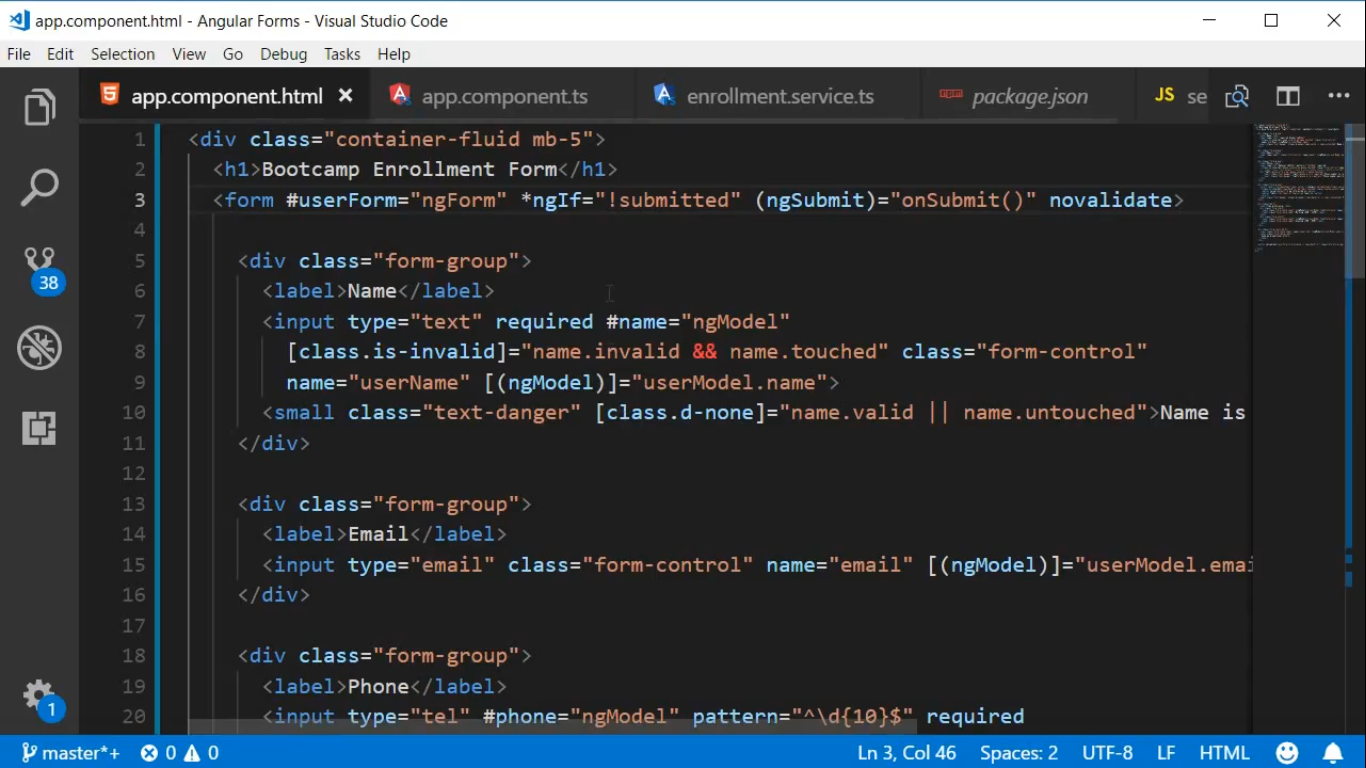 app.component.html - Angular Forms - Visual Studio Code
File Edit Selection View Go Debug Tasks Help
app.component.html app.component.ts enrollment.service.ts package.json JS se
1 <div class="container-fluid mb-5">
2 <h1>Bootcamp Enrollment Form</h1>
3 <form #userForm="ngForm" *ngIf="!submitted" (ngSubmit)="onSubmit()" novalidate>
4
5 <div class="form-group">
6 <label>Name</label>
7 <input type="text" required #name="ngModel"
8 [class.is-invalid]="name.invalid && name.touched" class="form-control"
9 name="userName" [(ngModel)]="userModel.name">
10 <small class="text-danger" [class.d-none]="name.valid || name.untouched">Name is
11 </div>
12
13 <div class="form-group">
14 <label>Email</label>
15 <input type="email" class="form-control" name="email" [(ngModel)]="userModel.emai
16 </div>
17
18 <div class="form-group">
19 <label>Phone</label>
20 <input type="tel" #phone="ngModel" pattern="^\d{10}$" required
38
1
master*+ 0 0 Ln 3, Col 46 Spaces: 2 UTF-8 LF HTML